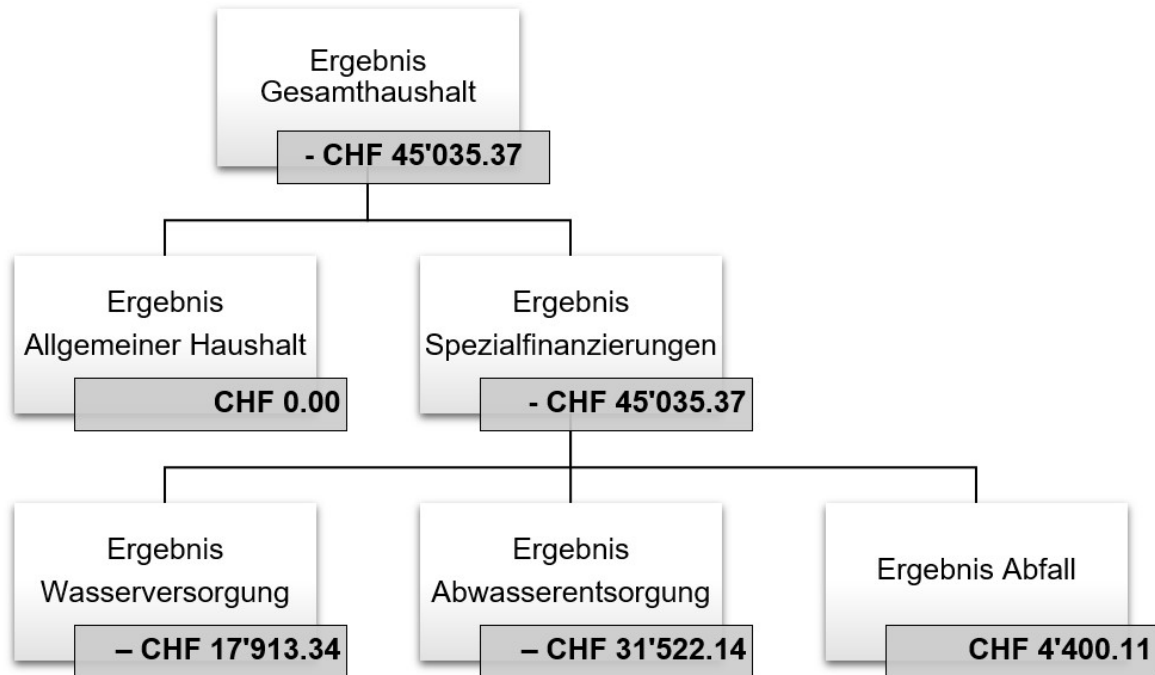 Ergebnis
Gesamthaushalt
- CHF 45'035.37
Ergebnis
Allgemeiner Haushalt
CHF 0.00
Ergebnis
Spezialfinanzierungen
- CHF 45'035.37
Ergebnis
Wasserversorgung
– CHF 17'913.34
Ergebnis
Abwasserentsorgung
– CHF 31'522.14
Ergebnis Abfall
CHF 4'400.11